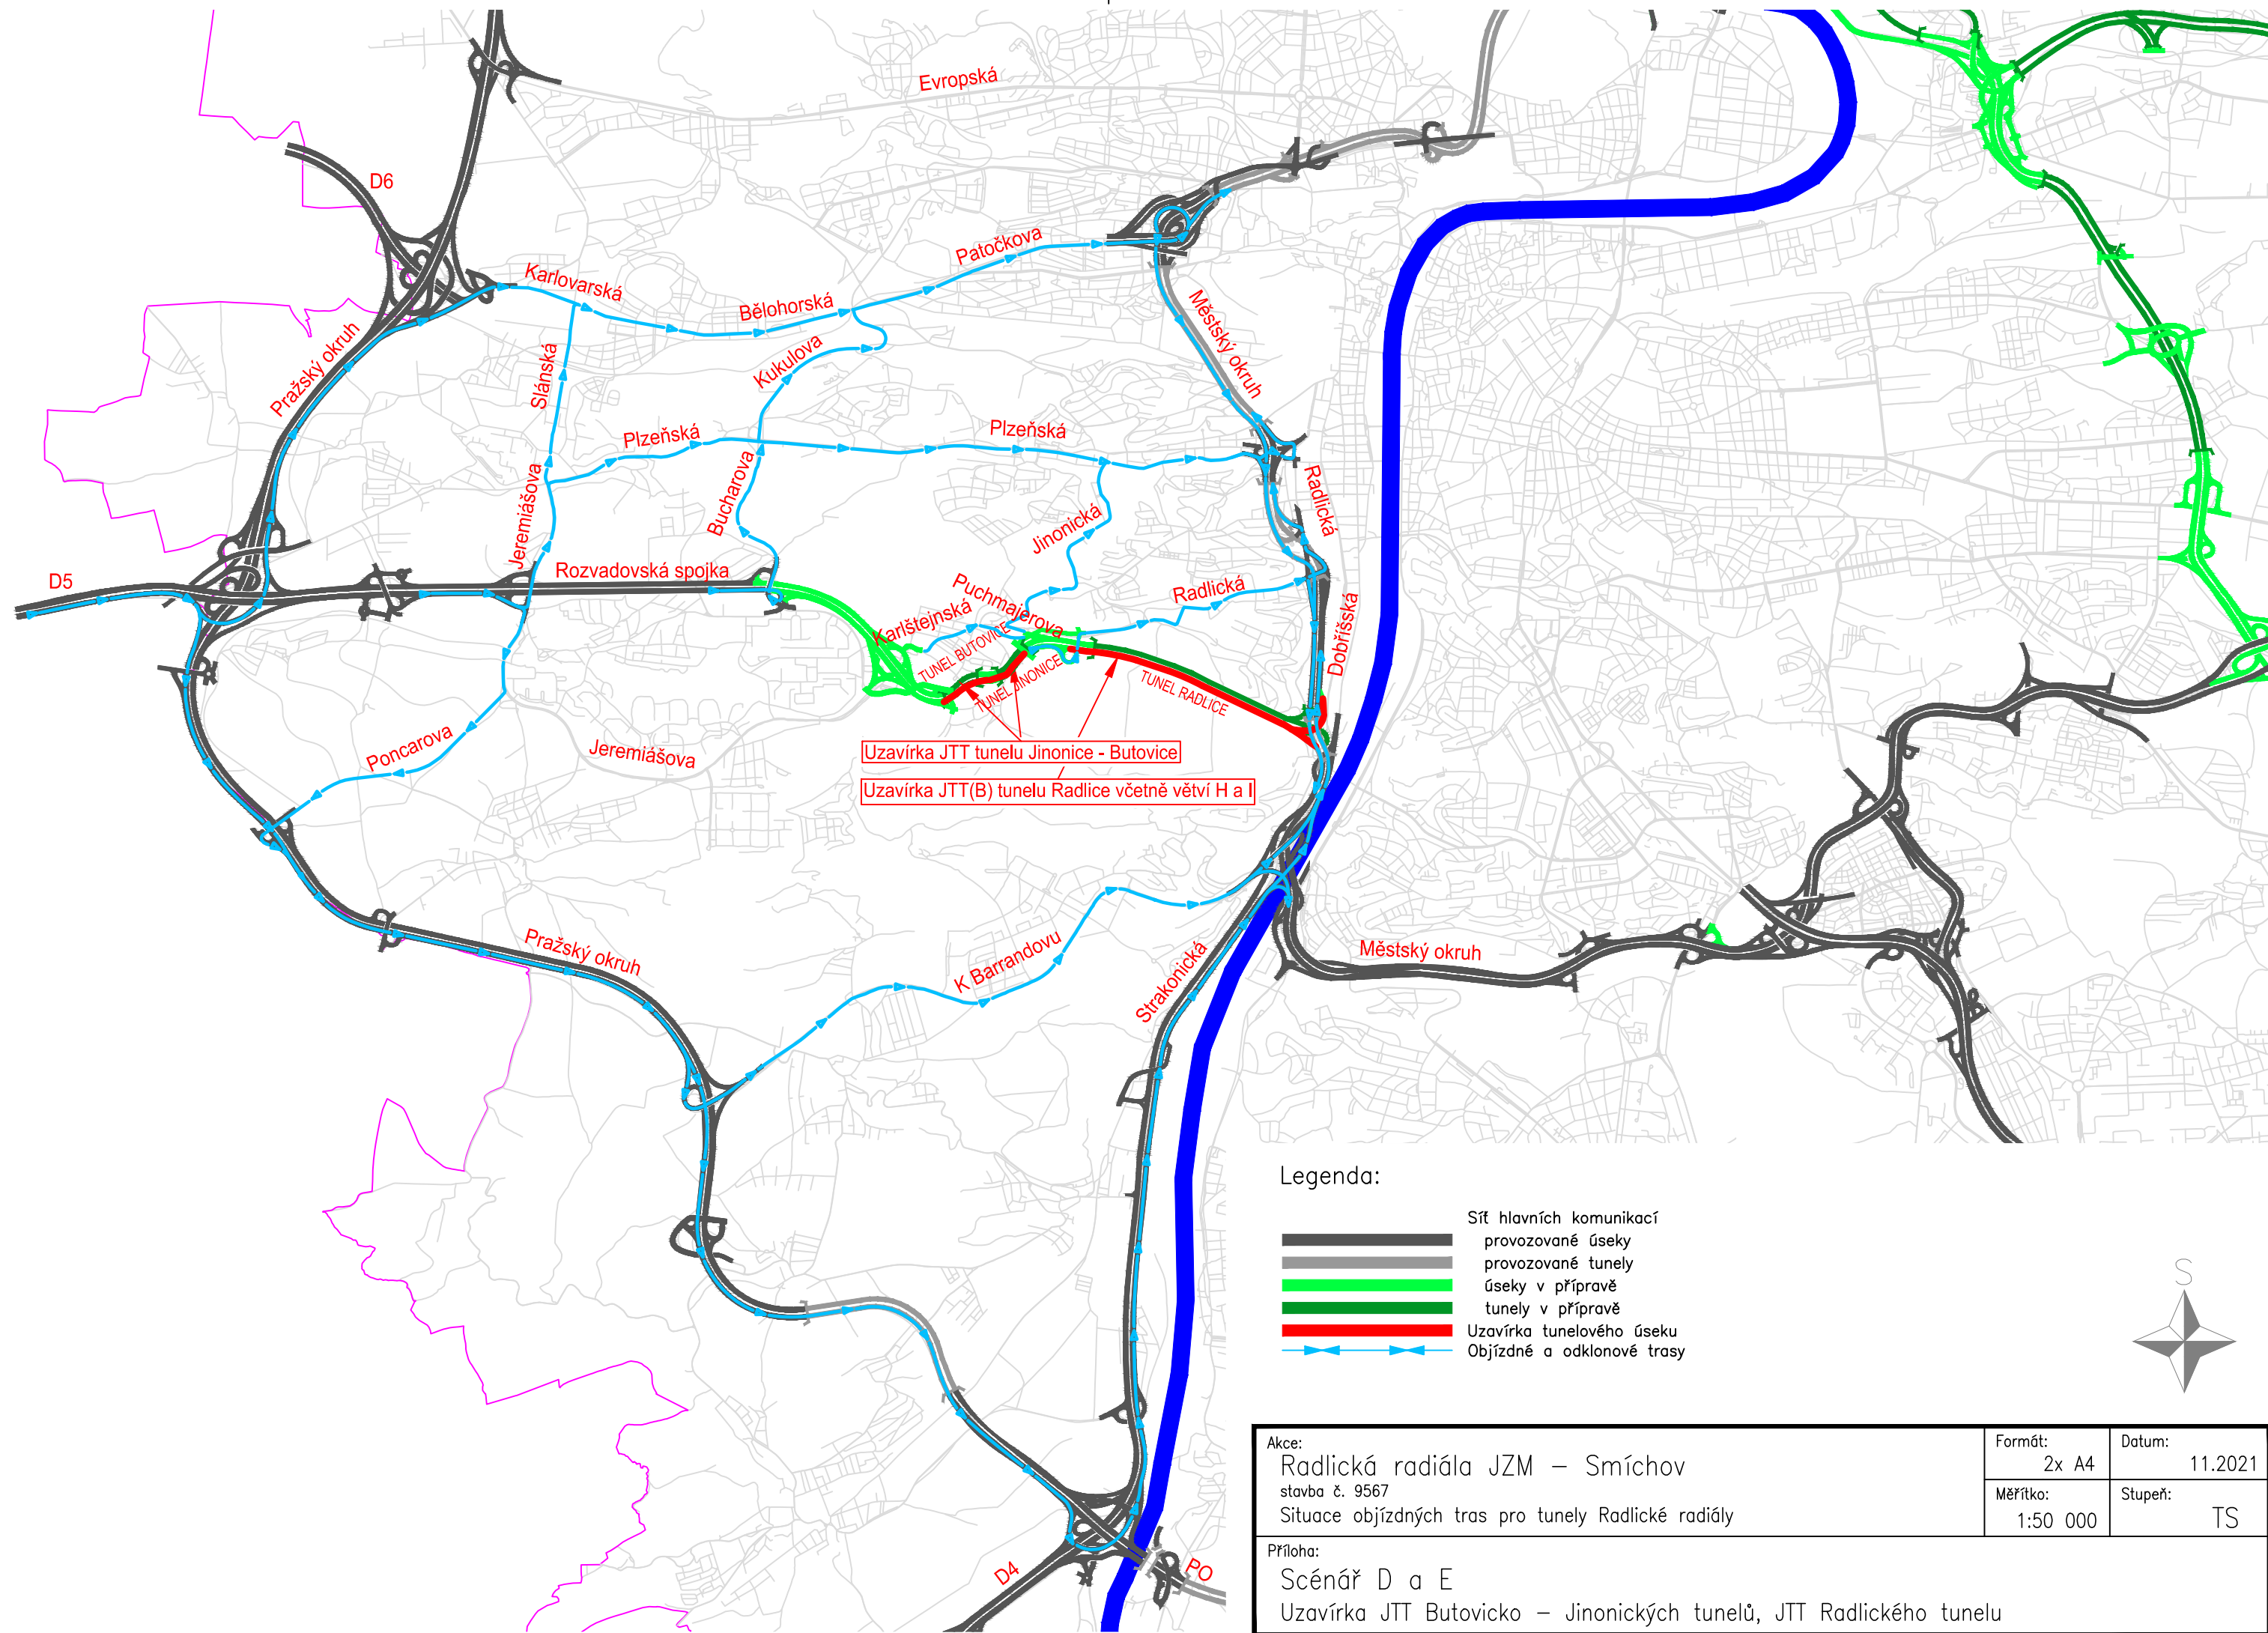 Evropská
D6
Karlovarská
Patočkova
Bělohorská
Městský okruh
Pražský okruh
Slánská
Kukulova
Plzeňská
Plzeňská
Bucharova
Jeremiášova
Jinonická
Radlická
D5
Rozvadovská spojka
Puchmajerova
Radlická
Karlštejnská
Dobříšská
TUNEL BUTOVICE
TUNEL JINONICE
TUNEL RADLICE
Poncarova
Jeremiášova
Uzavírka JTT tunelu Jinonice - Butovice
Uzavírka JTT(B) tunelu Radlice včetně větví H a I
Pražský okruh
K Barrandovu
Strakonická
Městský okruh
D4
PO
Legenda:
Síť hlavních komunikací
provozované úseky
provozované tunely
úseky v přípravě
tunely v přípravě
Uzavírka tunelového úseku
Objízdné a odklonové trasy
S
Akce:
Radlická radiála JZM – Smíchov
stavba č. 9567
Situace objízdných tras pro tunely Radlické radiály
Formát:
2x A4
Datum:
11.2021
Měřítko:
1:50 000
Stupeň:
TS
Příloha:
Scénář D a E
Uzavírka JTT Butovicko – Jinonických tunelů, JTT Radlického tunelu